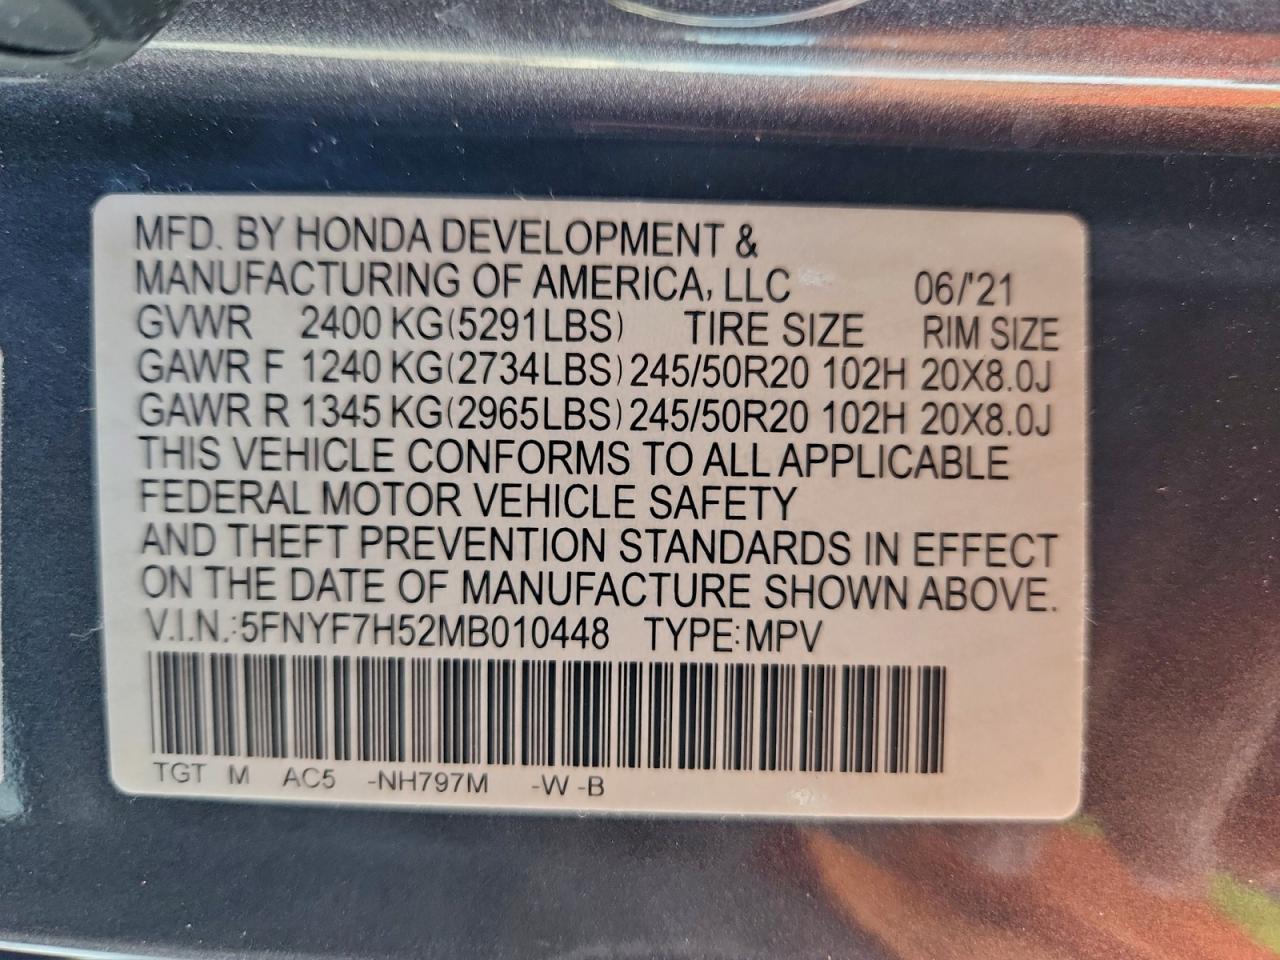 MFD. BY HONDA DEVELOPMENT &
MANUFACTURING OF AMERICA, LLC 06/'21
GVWR 2400 KG(5291LBS) TIRE SIZE RIM SIZE
GAWR F 1240 KG(2734LBS) 245/50R20 102H 20X8.0J
GAWR R 1345 KG(2965LBS) 245/50R20 102H 20X8.0J
THIS VEHICLE CONFORMS TO ALL APPLICABLE
FEDERAL MOTOR VEHICLE SAFETY
AND THEFT PREVENTION STANDARDS IN EFFECT
ON THE DATE OF MANUFACTURE SHOWN ABOVE.
V.I.N.:5FNYF7H52MB010448 TYPE:MPV
TGT M AC5 -NH797M -W -B